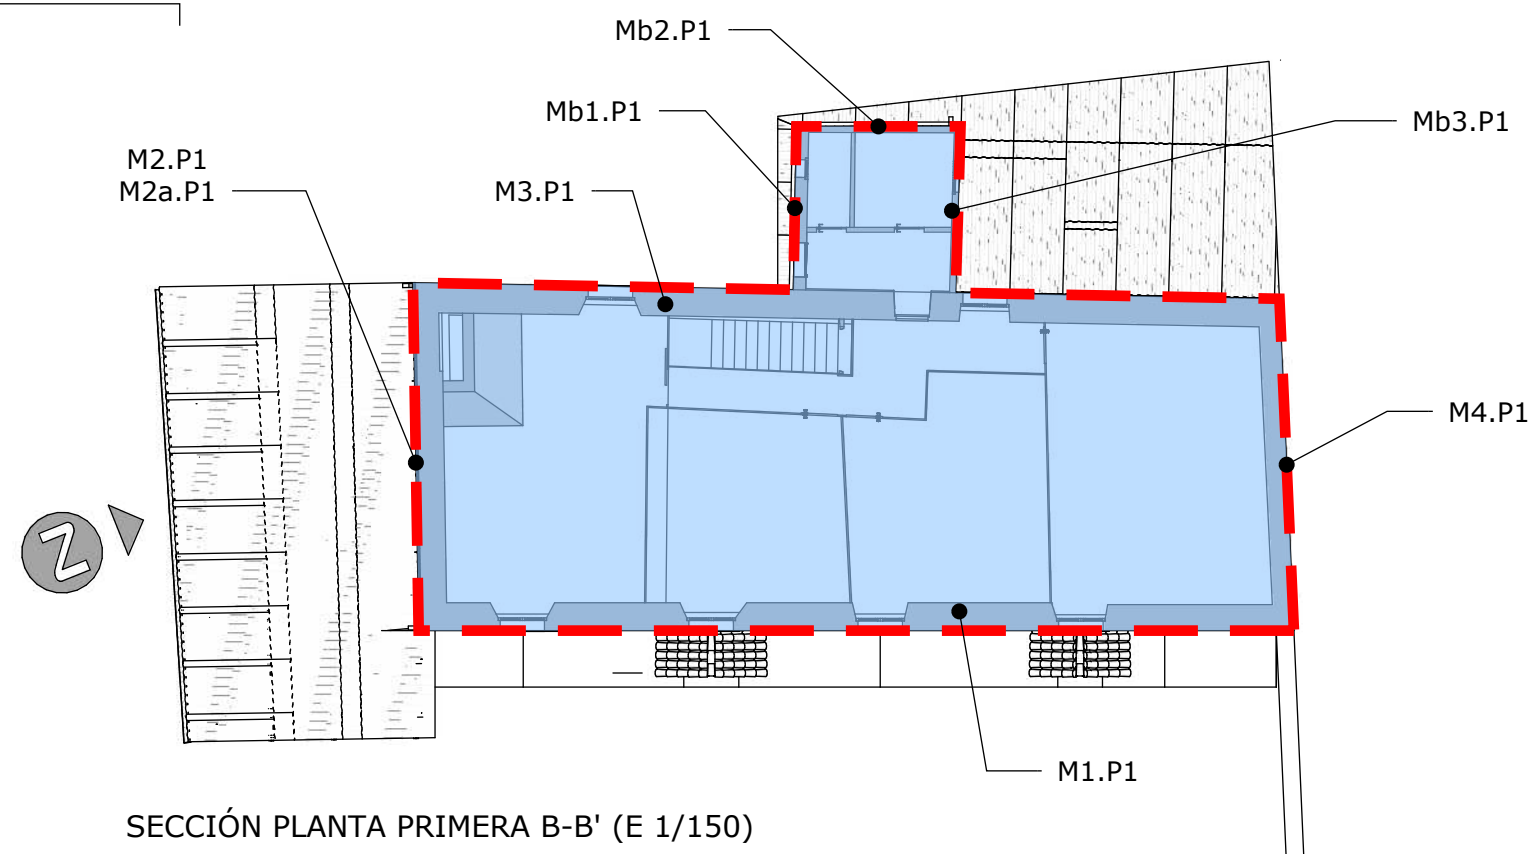 Mb2.P1
Mb1.P1
Mb3.P1
M2.P1
M2a.P1
M3.P1
M4.P1
N
M1.P1
SECCIÓN PLANTA PRIMERA B-B' (E 1/150)